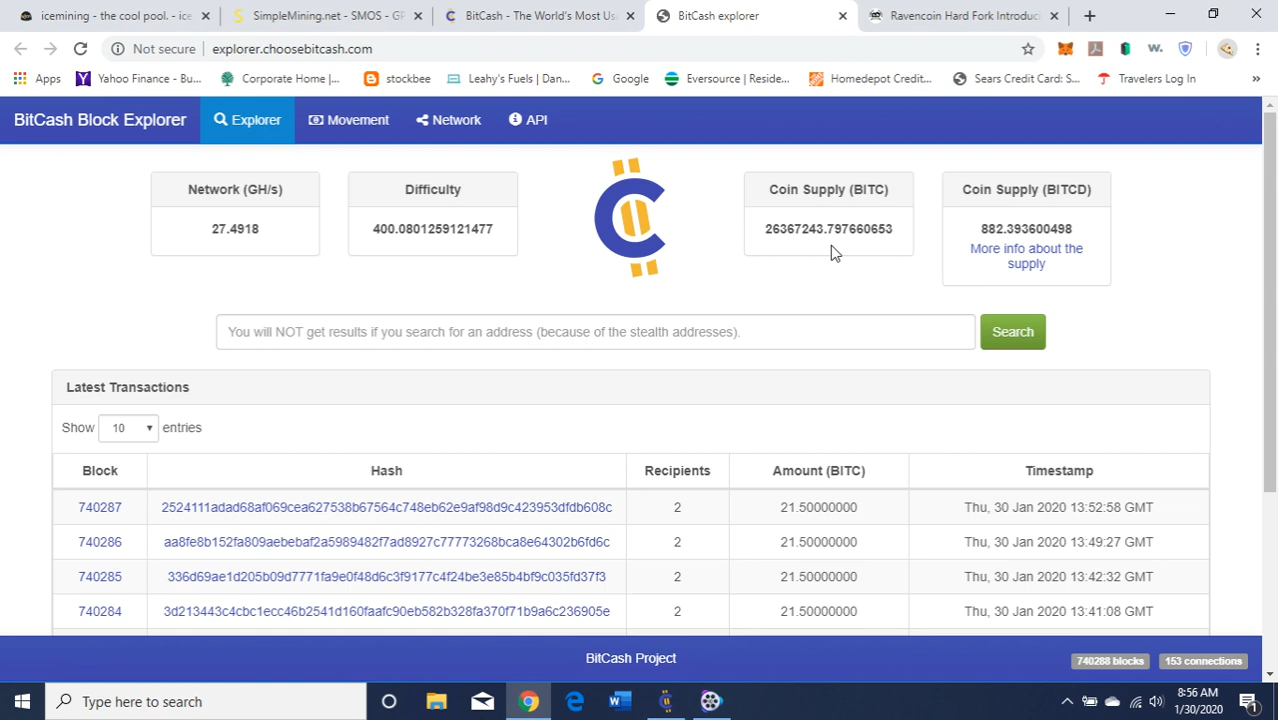 icemining - the cool pool. - ice
SimpleMining.net - SMOS - GP
BitCash - The World's Most Usa
BitCash explorer
Ravencoin Hard Fork Introduci
Not secure | explorer.choosebitcash.com
Apps
Yahoo Finance - Bu...
Corporate Home |...
stockbee
Leahy's Fuels | Dan...
Google
Eversource | Reside...
Homedepot Credit...
Sears Credit Card: S...
Travelers Log In
BitCash Block Explorer
Explorer
Movement
Network
API
Network (GH/s)
27.4918
Difficulty
400.0801259121477
Coin Supply (BITC)
26367243.797660653
Coin Supply (BITCD)
882.393600498
More info about the
supply
You will NOT get results if you search for an address (because of the stealth addresses).
Search
Latest Transactions
Show 10 entries
Block Hash Recipients Amount (BITC) Timestamp
740287 2524111adad68af069cea627538b67564c748eb62e9af98d9c423953dfdb608c 2 21.50000000 Thu, 30 Jan 2020 13:52:58 GMT
740286 aa8fe8b152fa809aebebaf2a5989482f7ad8927c77773268bca8e64302b6fd6c 2 21.50000000 Thu, 30 Jan 2020 13:49:27 GMT
740285 336d69ae1d205b09d7771fa9e0f48d6c3f9177c4f24be3e85b4bf9c035fd37f3 2 21.50000000 Thu, 30 Jan 2020 13:42:32 GMT
740284 3d213443c4cbc1ecc46b2541d160faafc90eb582b328fa370f71b9a6c236905e 2 21.50000000 Thu, 30 Jan 2020 13:41:08 GMT
BitCash Project
740288 blocks
153 connections
Type here to search
8:56 AM
1/30/2020